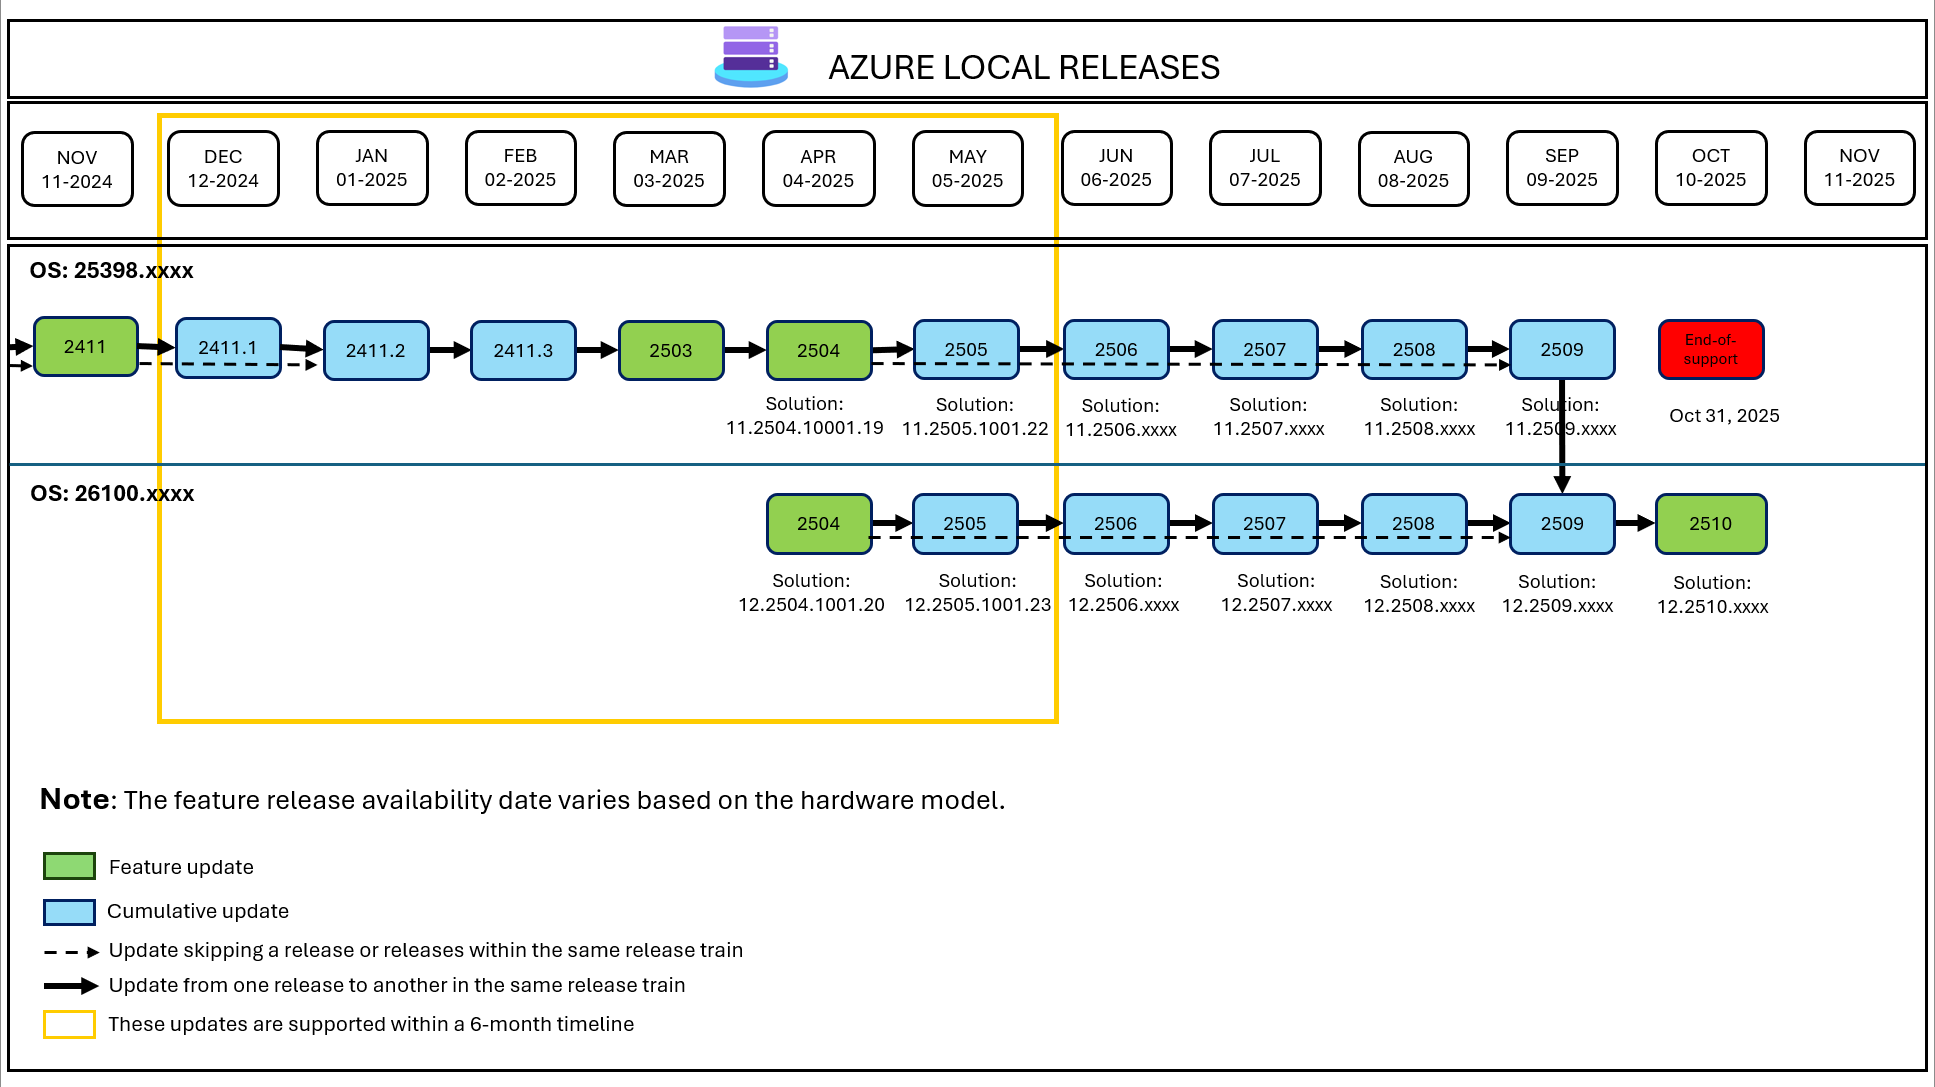 AZURE LOCAL RELEASES
NOV
11-2024
DEC
12-2024
JAN
01-2025
FEB
02-2025
MAR
03-2025
APR
04-2025
MAY
05-2025
JUN
06-2025
JUL
07-2025
AUG
08-2025
SEP
09-2025
OCT
10-2025
NOV
11-2025
OS: 25398.xxxx
2411
2411.1
2411.2
2411.3
2503
2504
2505
2506
2507
2508
2509
End-of-
support
Solution:
11.2504.10001.19
Solution:
11.2505.1001.22
Solution:
11.2506.xxxx
Solution:
11.2507.xxxx
Solution:
11.2508.xxxx
Solution:
11.2509.xxxx
Oct 31, 2025
OS: 26100.xxxx
2504
2505
2506
2507
2508
2509
2510
Solution:
12.2504.1001.20
Solution:
12.2505.1001.23
Solution:
12.2506.xxxx
Solution:
12.2507.xxxx
Solution:
12.2508.xxxx
Solution:
12.2509.xxxx
Solution:
12.2510.xxxx
Note: The feature release availability date varies based on the hardware model.
Feature update
Cumulative update
Update skipping a release or releases within the same release train
Update from one release to another in the same release train
These updates are supported within a 6-month timeline